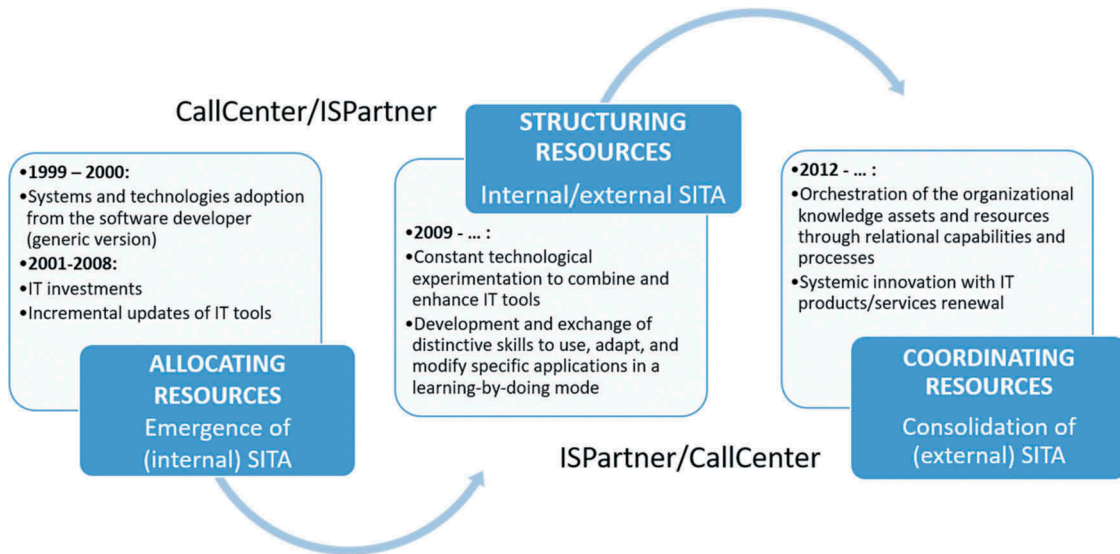 CallCenter/ISPartner
•1999 – 2000:
•Systems and technologies adoption
from the software developer
(generic version)
•2001-2008:
•IT investments
•Incremental updates of IT tools
ALLOCATING
RESOURCES
Emergence of
(internal) SITA
STRUCTURING
RESOURCES
Internal/external SITA
•2009 - ... :
•Constant technological
experimentation to combine and
enhance IT tools
•Development and exchange of
distinctive skills to use, adapt, and
modify specific applications in a
learning-by-doing mode
ISPartner/CallCenter
•2012 - ... :
•Orchestration of the organizational
knowledge assets and resources
through relational capabilities and
processes
•Systemic innovation with IT
products/services renewal
COORDINATING
RESOURCES
Consolidation of
(external) SITA